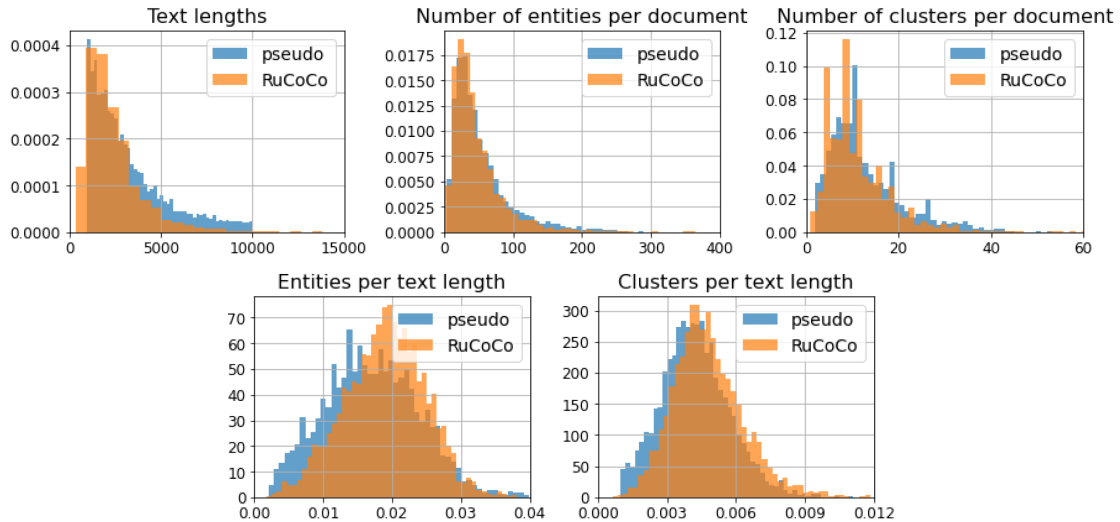 Text lengths
pseudo
RuCoCo
0.0004
0.0003
0.0002
0.0001
0.0000
0 5000 10000 15000
Number of entities per document
pseudo
RuCoCo
0.0175
0.0150
0.0125
0.0100
0.0075
0.0050
0.0025
0.0000
0 100 200 300 400
Number of clusters per document
pseudo
RuCoCo
0.12
0.10
0.08
0.06
0.04
0.02
0.00
0 20 40 60
Entities per text length
pseudo
RuCoCo
70
60
50
40
30
20
10
0
0.00 0.01 0.02 0.03 0.04
Clusters per text length
pseudo
RuCoCo
300
250
200
150
100
50
0
0.000 0.003 0.006 0.009 0.012